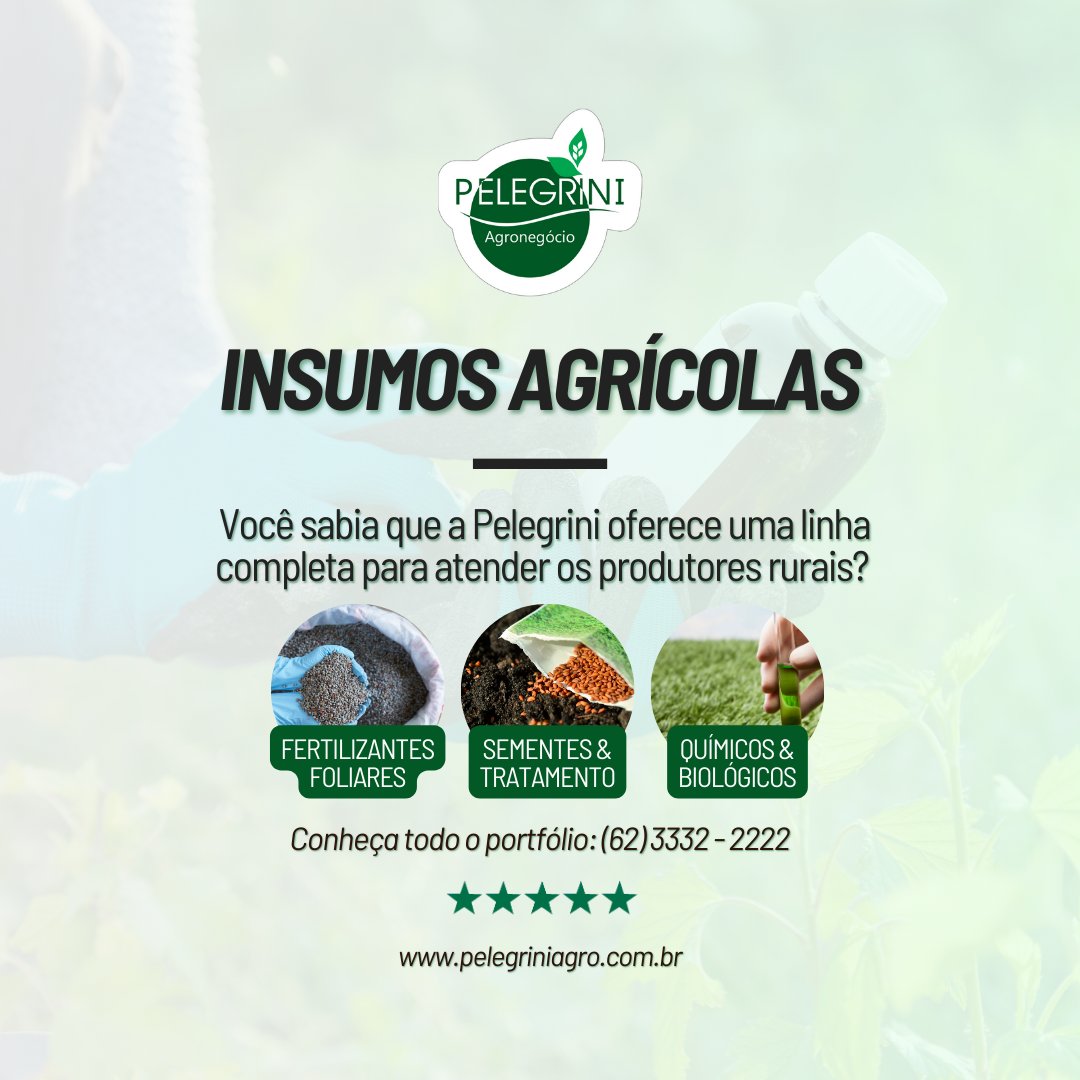 PELEGRINI
Agronegócio
INSUMOS AGRÍCOLAS
Você sabia que a Pelegrini oferece uma linha
completa para atender os produtores rurais?
FERTILIZANTES
FOLIARES
SEMENTES &
TRATAMENTO
QUÍMICOS &
BIOLÓGICOS
Conheça todo o portfólio: (62) 3332 - 2222
www.pelegriniagro.com.br